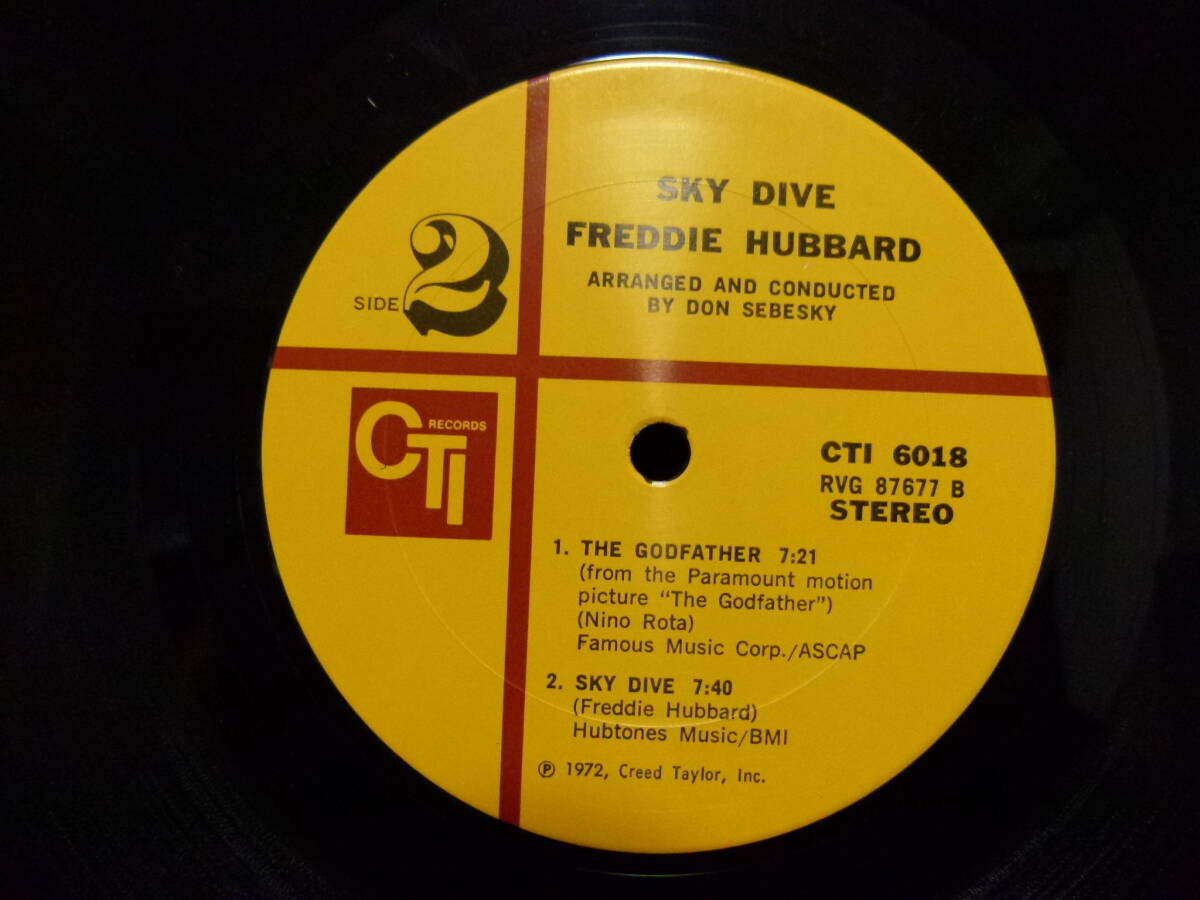 SKY DIVE
FREDDIE HUBBARD
ARRANGED AND CONDUCTED
BY DON SEBESKY
SIDE 2
CTI RECORDS
CTI 6018
RVG 87677 B
STEREO
1. THE GODFATHER 7:21
(from the Paramount motion
picture “The Godfather”)
(Nino Rota)
Famous Music Corp./ASCAP
2. SKY DIVE 7:40
(Freddie Hubbard)
Hubtones Music/BMI
℗ 1972, Creed Taylor, Inc.